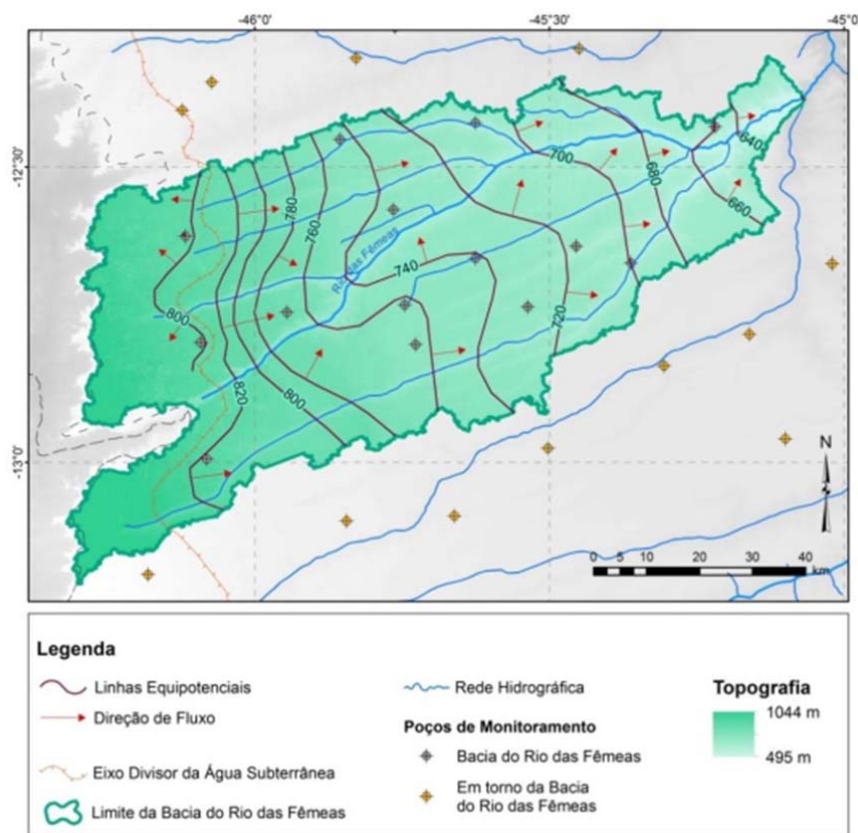 -46°0'
-45°30'
-45°0'
-12°30'
-13°0'
780
760
740
700
680
640
660
800
820
800
720
Rio das Fêmeas
N
0 5 10 20 30 40
km
Legenda
Linhas Equipotenciais
Direção de Fluxo
Eixo Divisor da Água Subterrânea
Limite da Bacia do Rio das Fêmeas
Rede Hidrográfica
Poços de Monitoramento
Bacia do Rio das Fêmeas
Em torno da Bacia
do Rio das Fêmeas
Topografia
1044 m
495 m